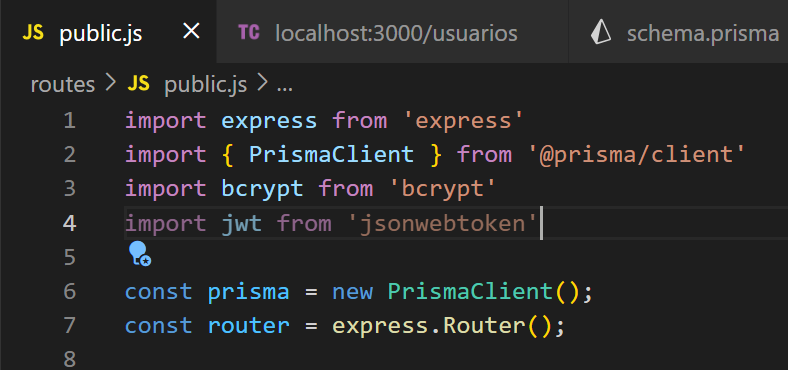 JS public.js × TC localhost:3000/usuarios schema.prisma
routes > JS public.js > ...
1 import express from 'express'
2 import { PrismaClient } from '@prisma/client'
3 import bcrypt from 'bcrypt'
4 import jwt from 'jsonwebtoken'
5
6 const prisma = new PrismaClient();
7 const router = express.Router();
8